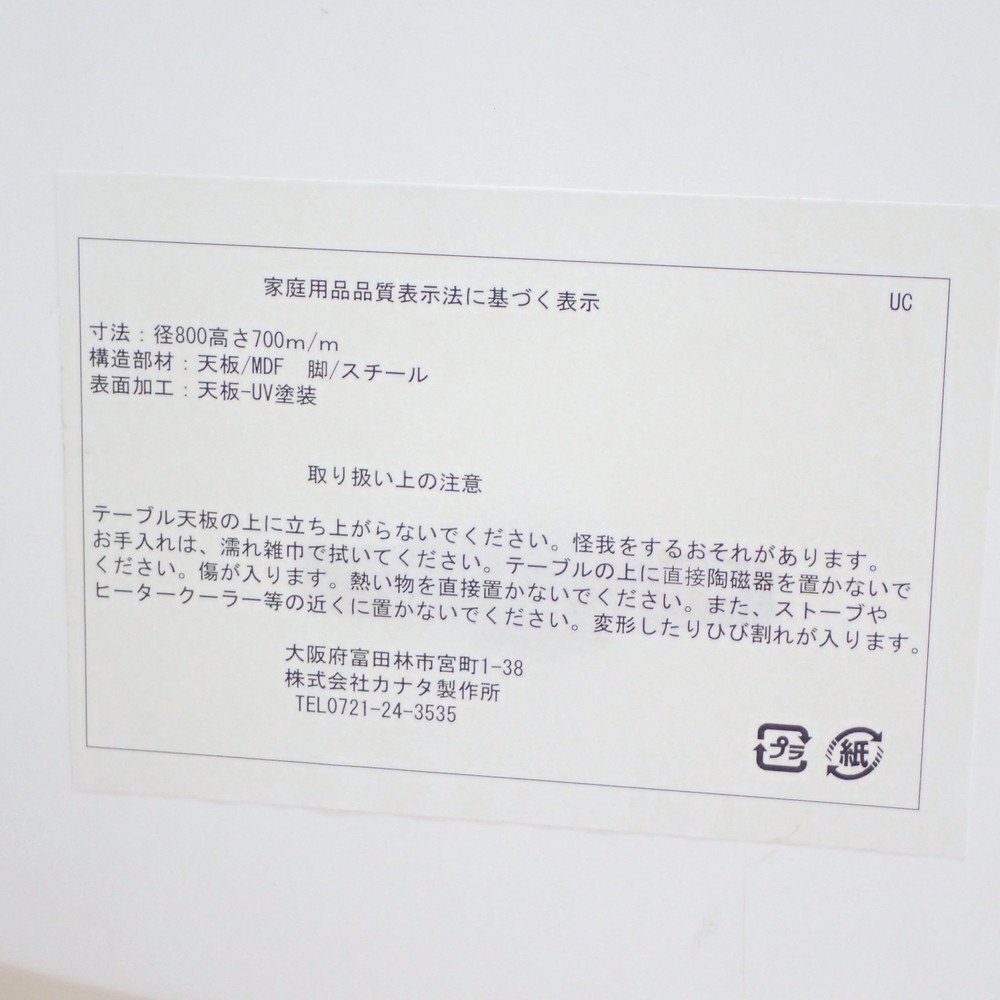 家庭用品品質表示法に基づく表示 UC
寸法：径800高さ700m/m
構造部材：天板/MDF　脚/スチール
表面加工：天板-UV塗装
取り扱い上の注意
テーブル天板の上に立ち上がらないでください。怪我をするおそれがあります。
お手入れは、濡れ雑巾で拭いてください。テーブルの上に直接陶磁器を置かないで
ください。傷が入ります。熱い物を直接置かないでください。また、ストーブや
ヒータークーラー等の近くに置かないでください。変形したりひび割れが入ります。
大阪府富田林市宮町1-38
株式会社カナタ製作所
TEL0721-24-3535
プラ 紙